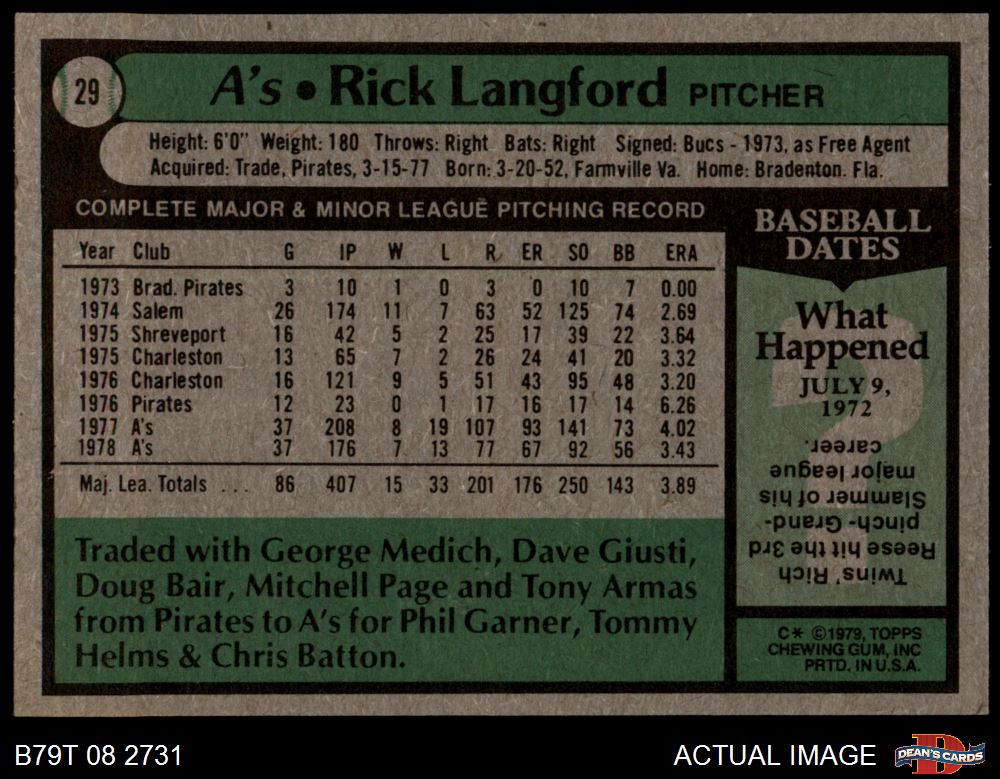 29
A's • Rick Langford PITCHER
Height: 6'0" Weight: 180 Throws: Right Bats: Right Signed: Bucs - 1973, as Free Agent
Acquired: Trade, Pirates, 3-15-77 Born: 3-20-52, Farmville Va. Home: Bradenton. Fla.
COMPLETE MAJOR & MINOR LEAGUE PITCHING RECORD
Year Club G IP W L R ER SO BB ERA
1973 Brad. Pirates 3 10 1 0 3 0 10 7 0.00
1974 Salem 26 174 11 7 63 52 125 74 2.69
1975 Shreveport 16 42 5 2 25 17 39 22 3.64
1975 Charleston 13 65 7 2 26 24 41 20 3.32
1976 Charleston 16 121 9 5 51 43 95 48 3.20
1976 Pirates 12 23 0 1 17 16 17 14 6.26
1977 A's 37 208 8 19 107 93 141 73 4.02
1978 A's 37 176 7 13 77 67 92 56 3.43
Maj. Lea. Totals ... 86 407 15 33 201 176 250 143 3.89
Traded with George Medich, Dave Giusti,
Doug Bair, Mitchell Page and Tony Armas
from Pirates to A's for Phil Garner, Tommy
Helms & Chris Batton.
BASEBALL
DATES
What
Happened
JULY 9,
1972
Twins' Rich
Reese hit the 3rd
pinch- Grand-
Slammer of his
major league
career.
C* ©1979, TOPPS
CHEWING GUM, INC
PRTD. IN U.S.A.
B79T 08 2731
ACTUAL IMAGE
DEAN'S CARDS